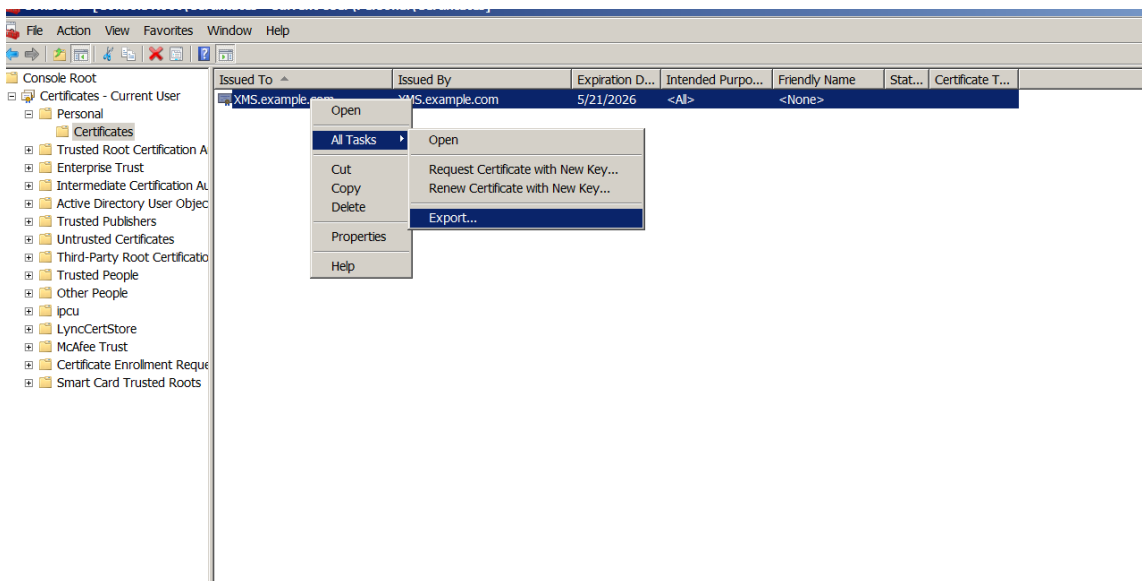 File Action View Favorites Window Help
Console Root
Certificates - Current User
Personal
Certificates
Trusted Root Certification A
Enterprise Trust
Intermediate Certification Au
Active Directory User Objec
Trusted Publishers
Untrusted Certificates
Third-Party Root Certificatio
Trusted People
Other People
ipcu
LyncCertStore
McAfee Trust
Certificate Enrollment Reque
Smart Card Trusted Roots
Issued To Issued By Expiration D... Intended Purpo... Friendly Name Stat... Certificate T...
XMS.example.com XMS.example.com 5/21/2026 <All> <None>
Open
All Tasks
Cut
Copy
Delete
Properties
Help
Open
Request Certificate with New Key...
Renew Certificate with New Key...
Export...